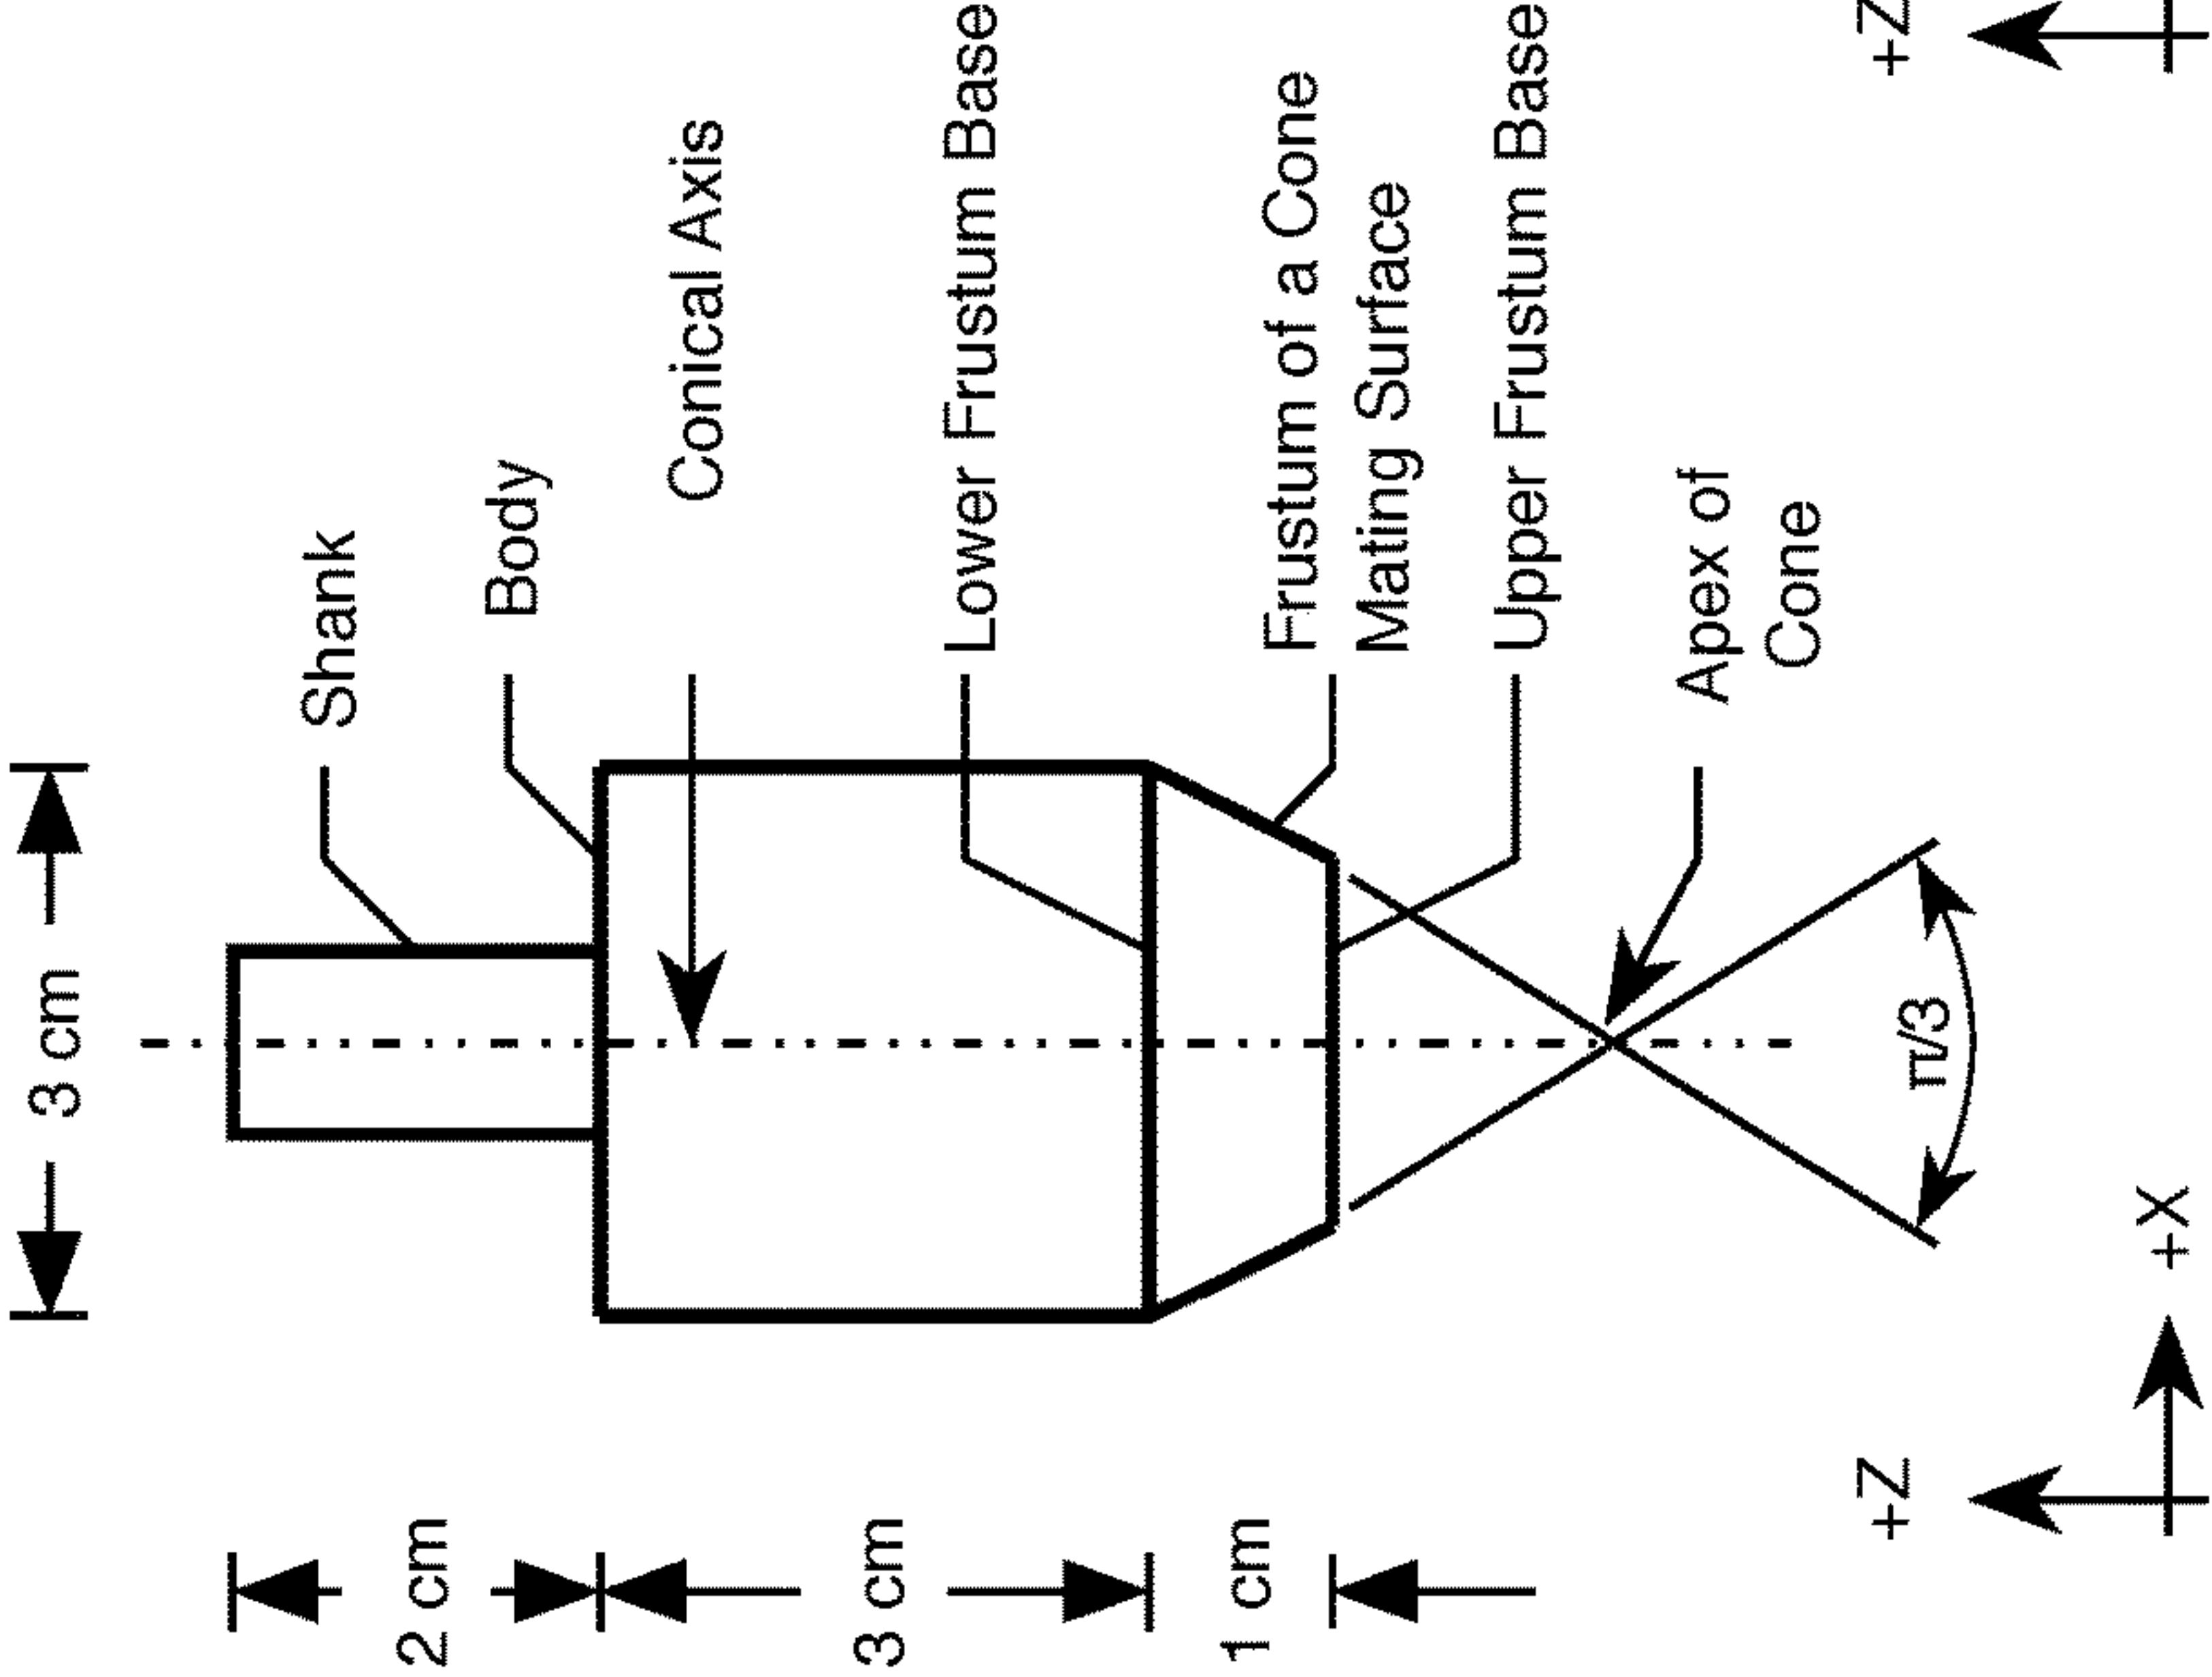 3 cm
Shank
Body
Conical Axis
Lower Frustum Base
Frustum of a Cone
Mating Surface
Upper Frustum Base
Apex of
Cone
2 cm
3 cm
1 cm
π/3
+Z
+X
+Z